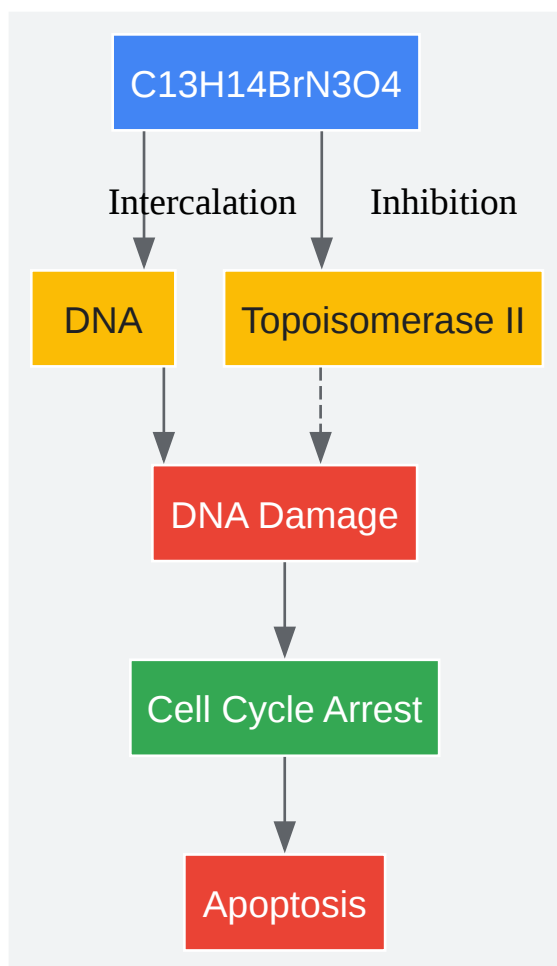 C13H14BrN3O4
Intercalation
Inhibition
DNA
Topoisomerase II
DNA Damage
Cell Cycle Arrest
Apoptosis